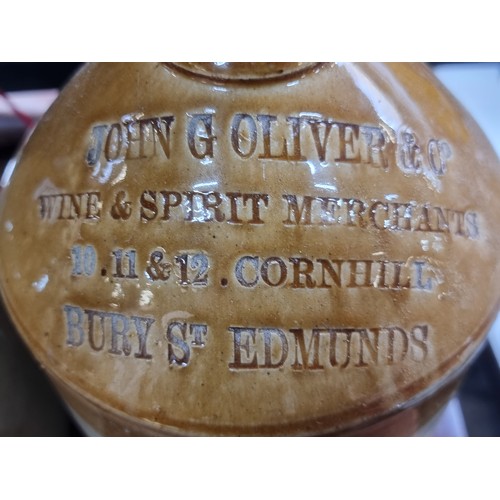 JOHN G OLIVER & Co
WINE & SPIRIT MERCHANTS
10.11 & 12. CORNHILL
BURY ST EDMUNDS